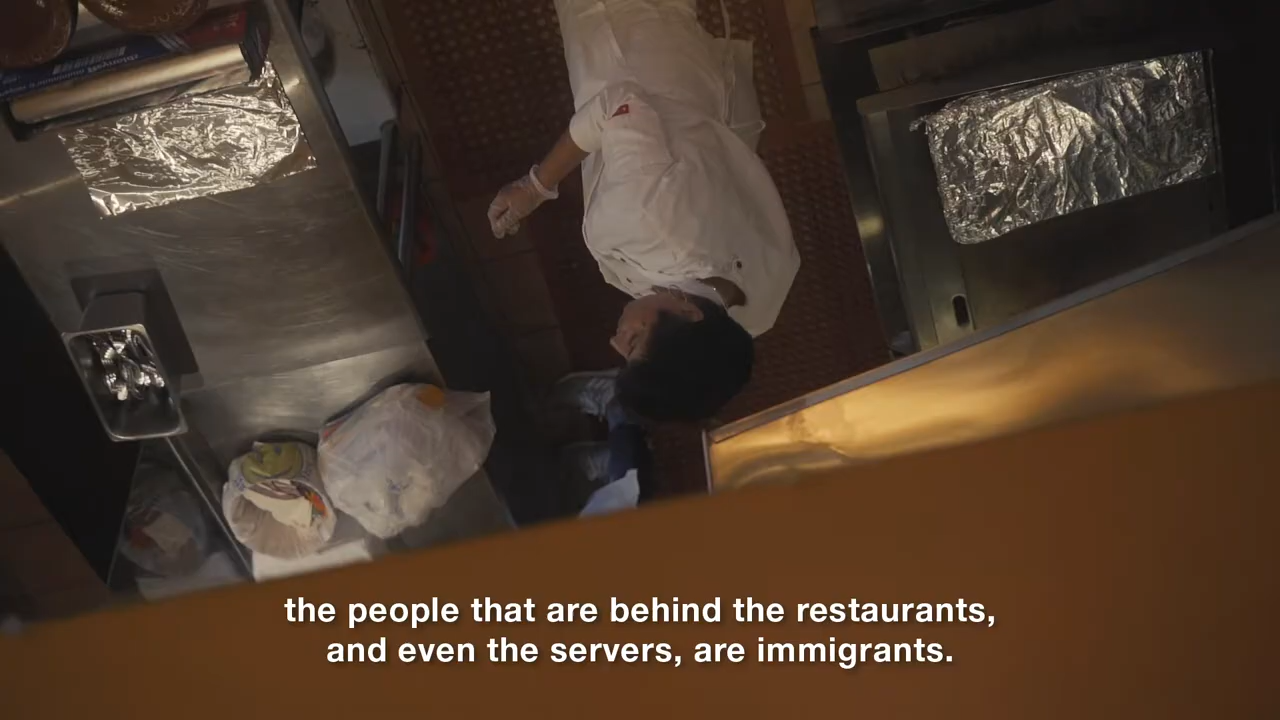 the people that are behind the restaurants,
and even the servers, are immigrants.